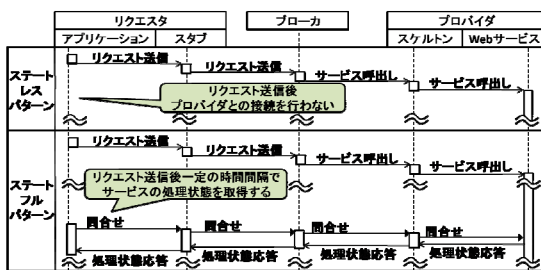 リクエスタ ブローカ プロバイダ
アプリケーション スタブ スケルトン Webサービス
ステート
レス
パターン
リクエスト送信
リクエスト送信
サービス呼出し
サービス呼出し
リクエスト送信後
プロバイダとの接続を行わない
ステート
フル
パターン
リクエスト送信
リクエスト送信
サービス呼出し
サービス呼出し
リクエスト送信後一定の時間間隔で
サービスの処理状態を取得する
問合せ 問合せ 問合せ 問合せ
処理状態応答 処理状態応答 処理状態応答 処理状態応答